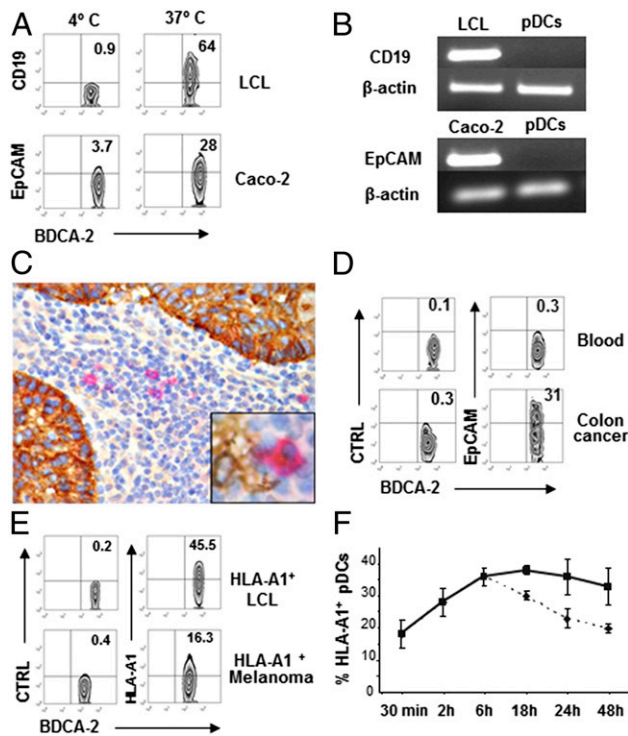 A
4º C 37º C
CD19
0.9
64
LCL
EpCAM
3.7
28
Caco-2
BDCA-2
B
LCL pDCs
CD19
β-actin
Caco-2 pDCs
EpCAM
β-actin
C
D
CTRL
0.1
EpCAM
0.3
Blood
0.3
31
Colon
cancer
BDCA-2
E
CTRL
0.2
HLA-A1
45.5
HLA-A1+
LCL
0.4
16.3
HLA-A1 +
Melanoma
BDCA-2
F
% HLA-A1+ pDCs
40
30
20
10
0
30 min 2h 6h 18h 24h 48h